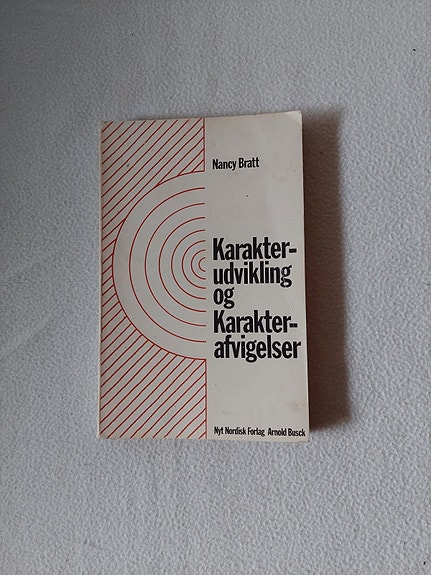 Nancy Bratt
Karakter-
udvikling
og
Karakter-
afvigelser
Nyt Nordisk Forlag Arnold Busck